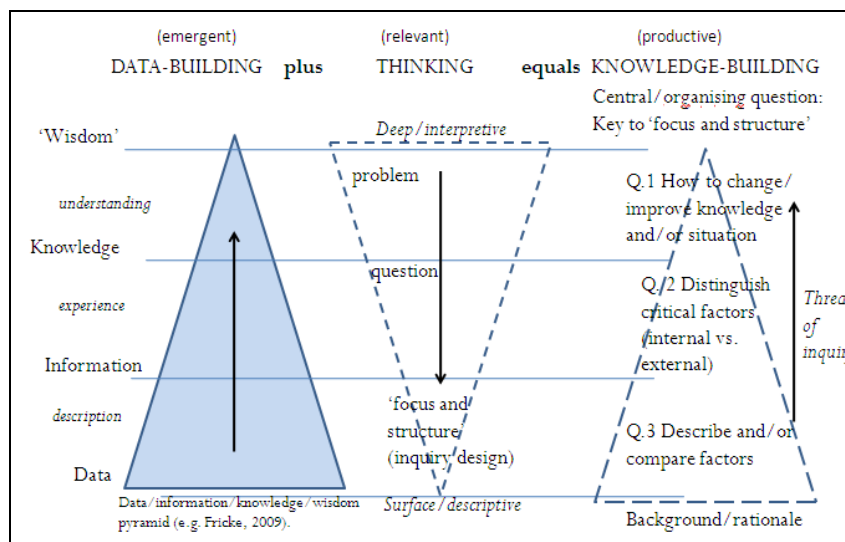 (emergent) (relevant) (productive)
DATA-BUILDING plus THINKING equals KNOWLEDGE-BUILDING
Central/organising question:
Key to 'focus and structure'
'Wisdom'
understanding
Knowledge
experience
Information
description
Data
Data/information/knowledge/wisdom
pyramid (e.g. Fricke, 2009).
Deep/interpretive
problem
question
'focus and
structure'
(inquiry design)
Surface/descriptive
Q.1 How to change/
improve knowledge
and/or situation
Q./2 Distinguish
critical factors
(internal vs.
external)
Q.3 Describe and/or
compare factors
Background/rationale
Threa
of
inquiry